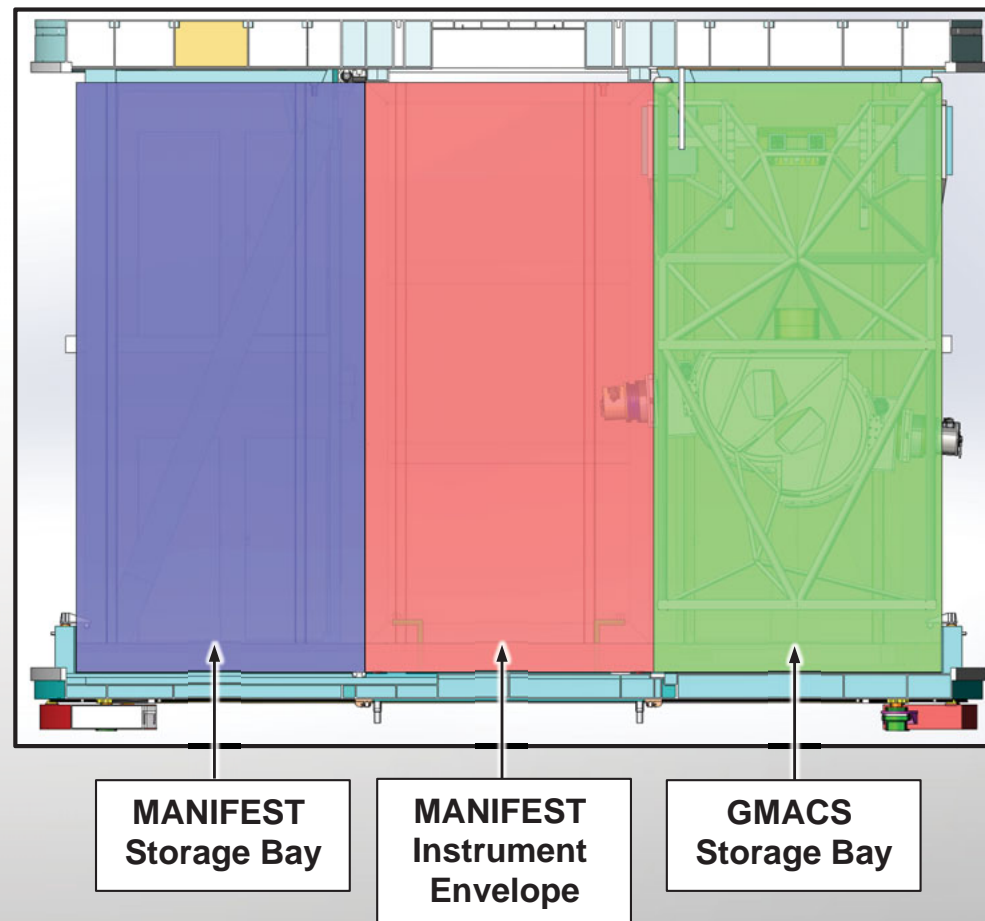 MANIFEST
Storage Bay
MANIFEST
Instrument
Envelope
GMACS
Storage Bay